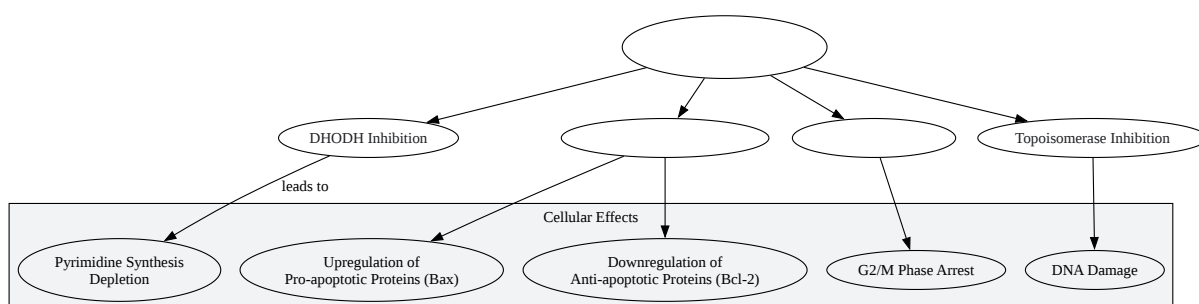 DHODH Inhibition
Topoisomerase Inhibition
leads to
Cellular Effects
Pyrimidine Synthesis
Depletion
Upregulation of
Pro-apoptotic Proteins (Bax)
Downregulation of
Anti-apoptotic Proteins (Bcl-2)
G2/M Phase Arrest
DNA Damage